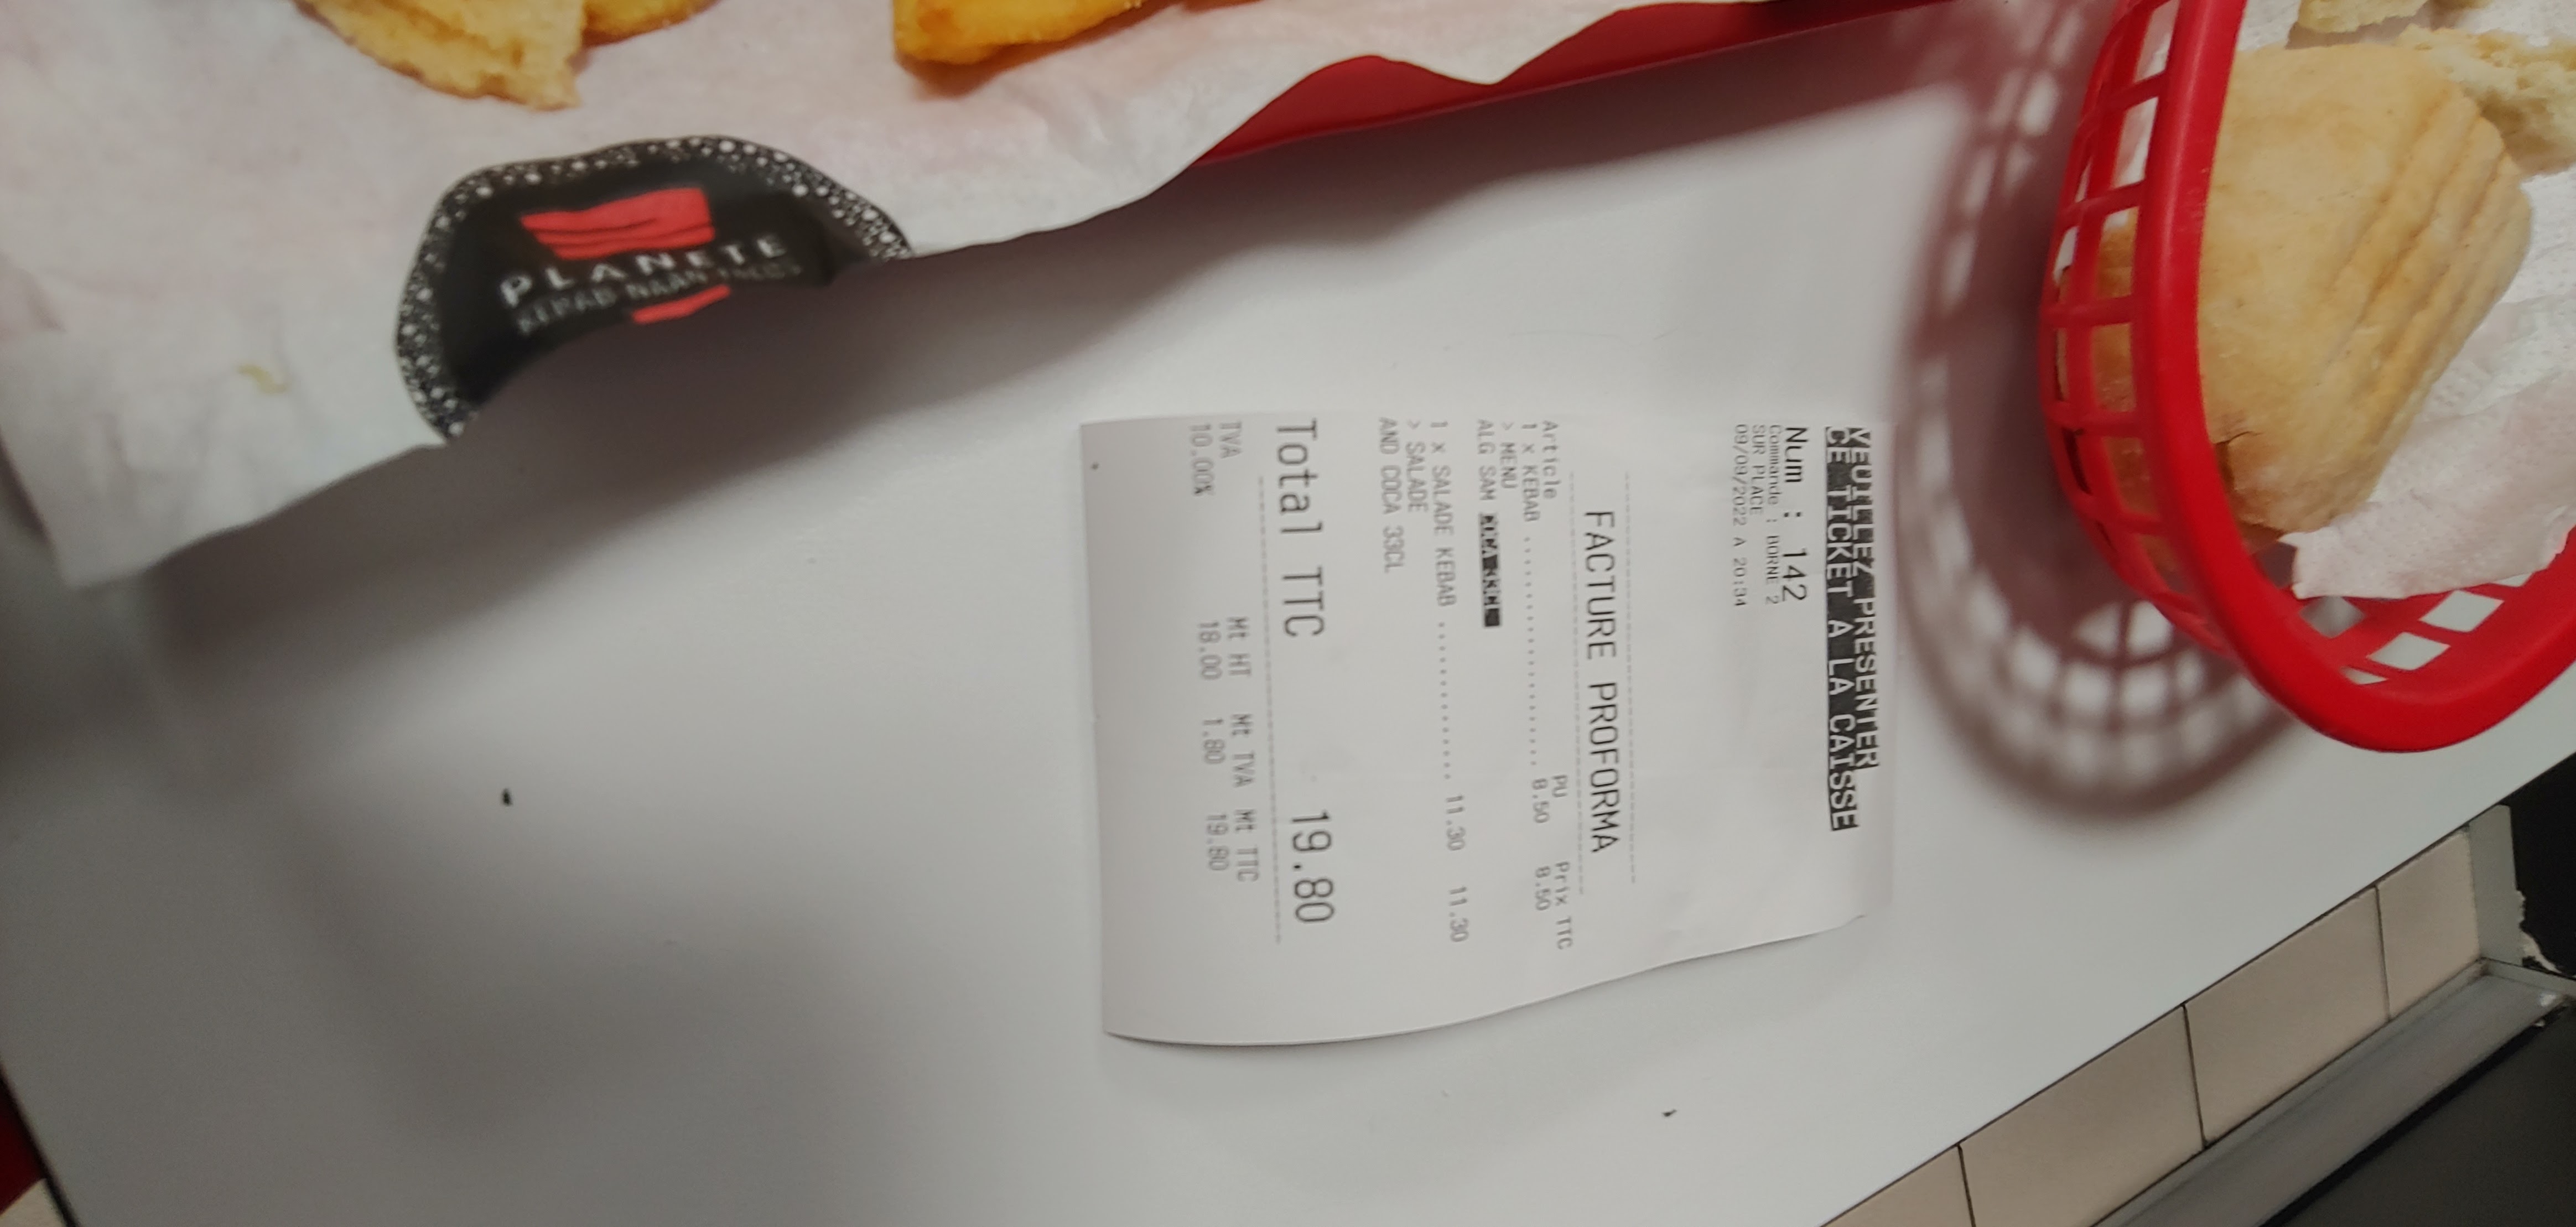 PLANETE
KEBAB NAAN TACOS
VEUILLEZ PRESENTER
CE TICKET A LA CAISSE
Num : 142
Commande : BORNE 2
SUR PLACE
09/09/2022 A 20:34
FACTURE PROFORMA
Article PU Prix TTC
1 x KEBAB .................... 8.50 8.50
> MENU
ALG SAM
1 x SALADE KEBAB ............. 11.30 11.30
> SALADE
AND COCA 33CL
Total TTC 19.80
TVA Mt HT Mt TVA Mt TTC
10.00% 18.00 1.80 19.80